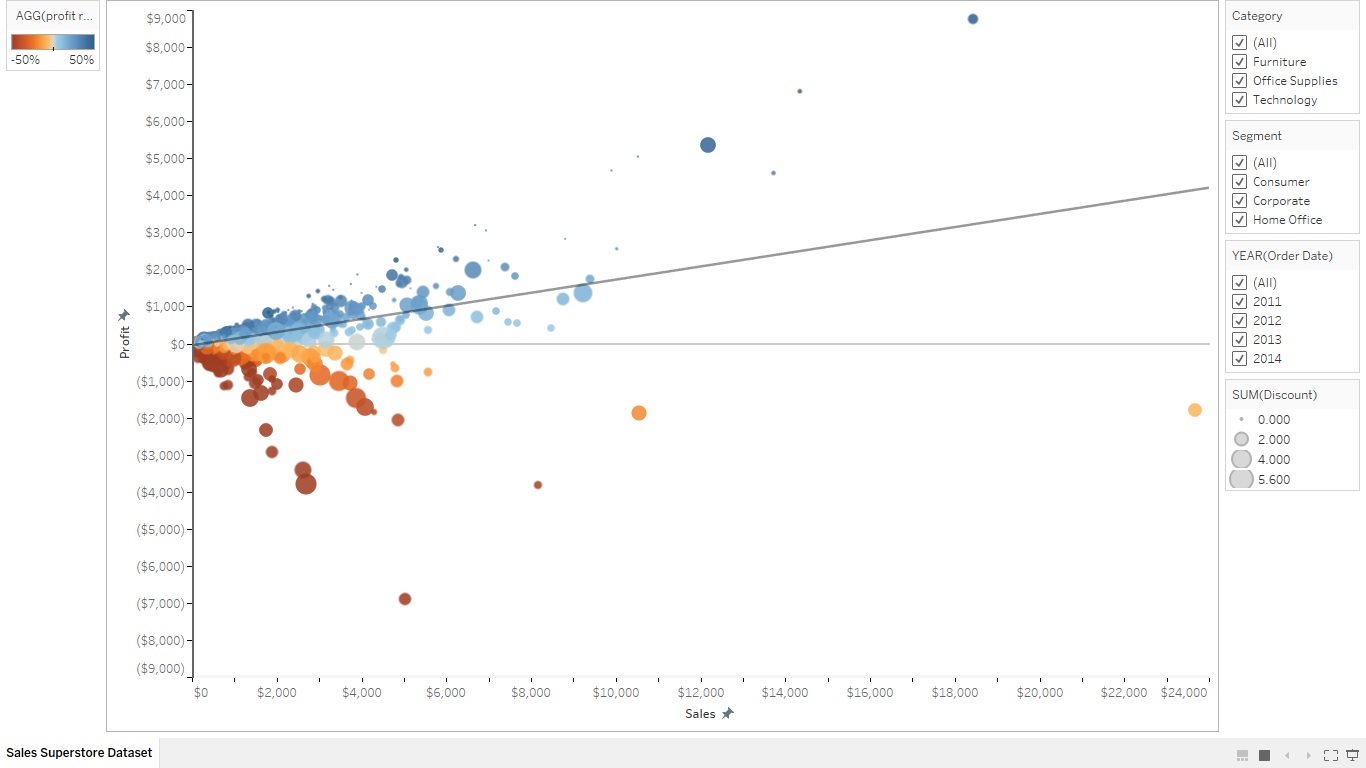 AGG(profit r...
-50% 50%
$9,000
$8,000
$7,000
$6,000
$5,000
$4,000
$3,000
$2,000
$1,000
$0
($1,000)
($2,000)
($3,000)
($4,000)
($5,000)
($6,000)
($7,000)
($8,000)
($9,000)
Profit
$0 $2,000 $4,000 $6,000 $8,000 $10,000 $12,000 $14,000 $16,000 $18,000 $20,000 $22,000 $24,000
Sales
Category
(All)
Furniture
Office Supplies
Technology
Segment
(All)
Consumer
Corporate
Home Office
YEAR(Order Date)
(All)
2011
2012
2013
2014
SUM(Discount)
0.000
2.000
4.000
5.600
Sales Superstore Dataset